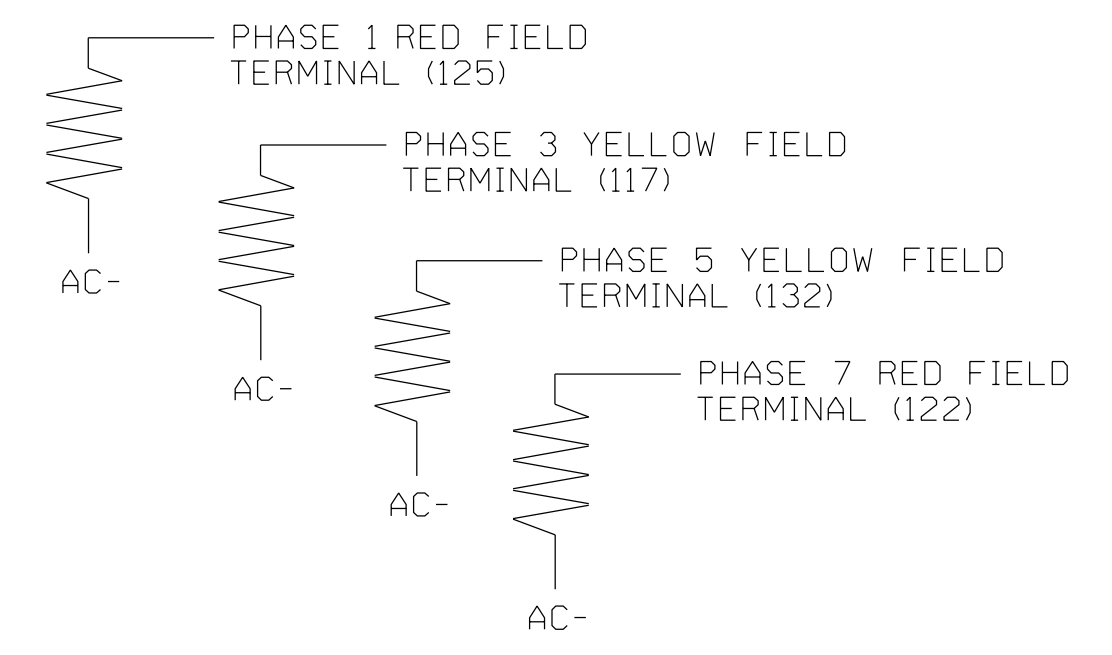 PHASE 1 RED FIELD
TERMINAL (125)
AC-
PHASE 3 YELLOW FIELD
TERMINAL (117)
AC-
PHASE 5 YELLOW FIELD
TERMINAL (132)
AC-
PHASE 7 RED FIELD
TERMINAL (122)
AC-